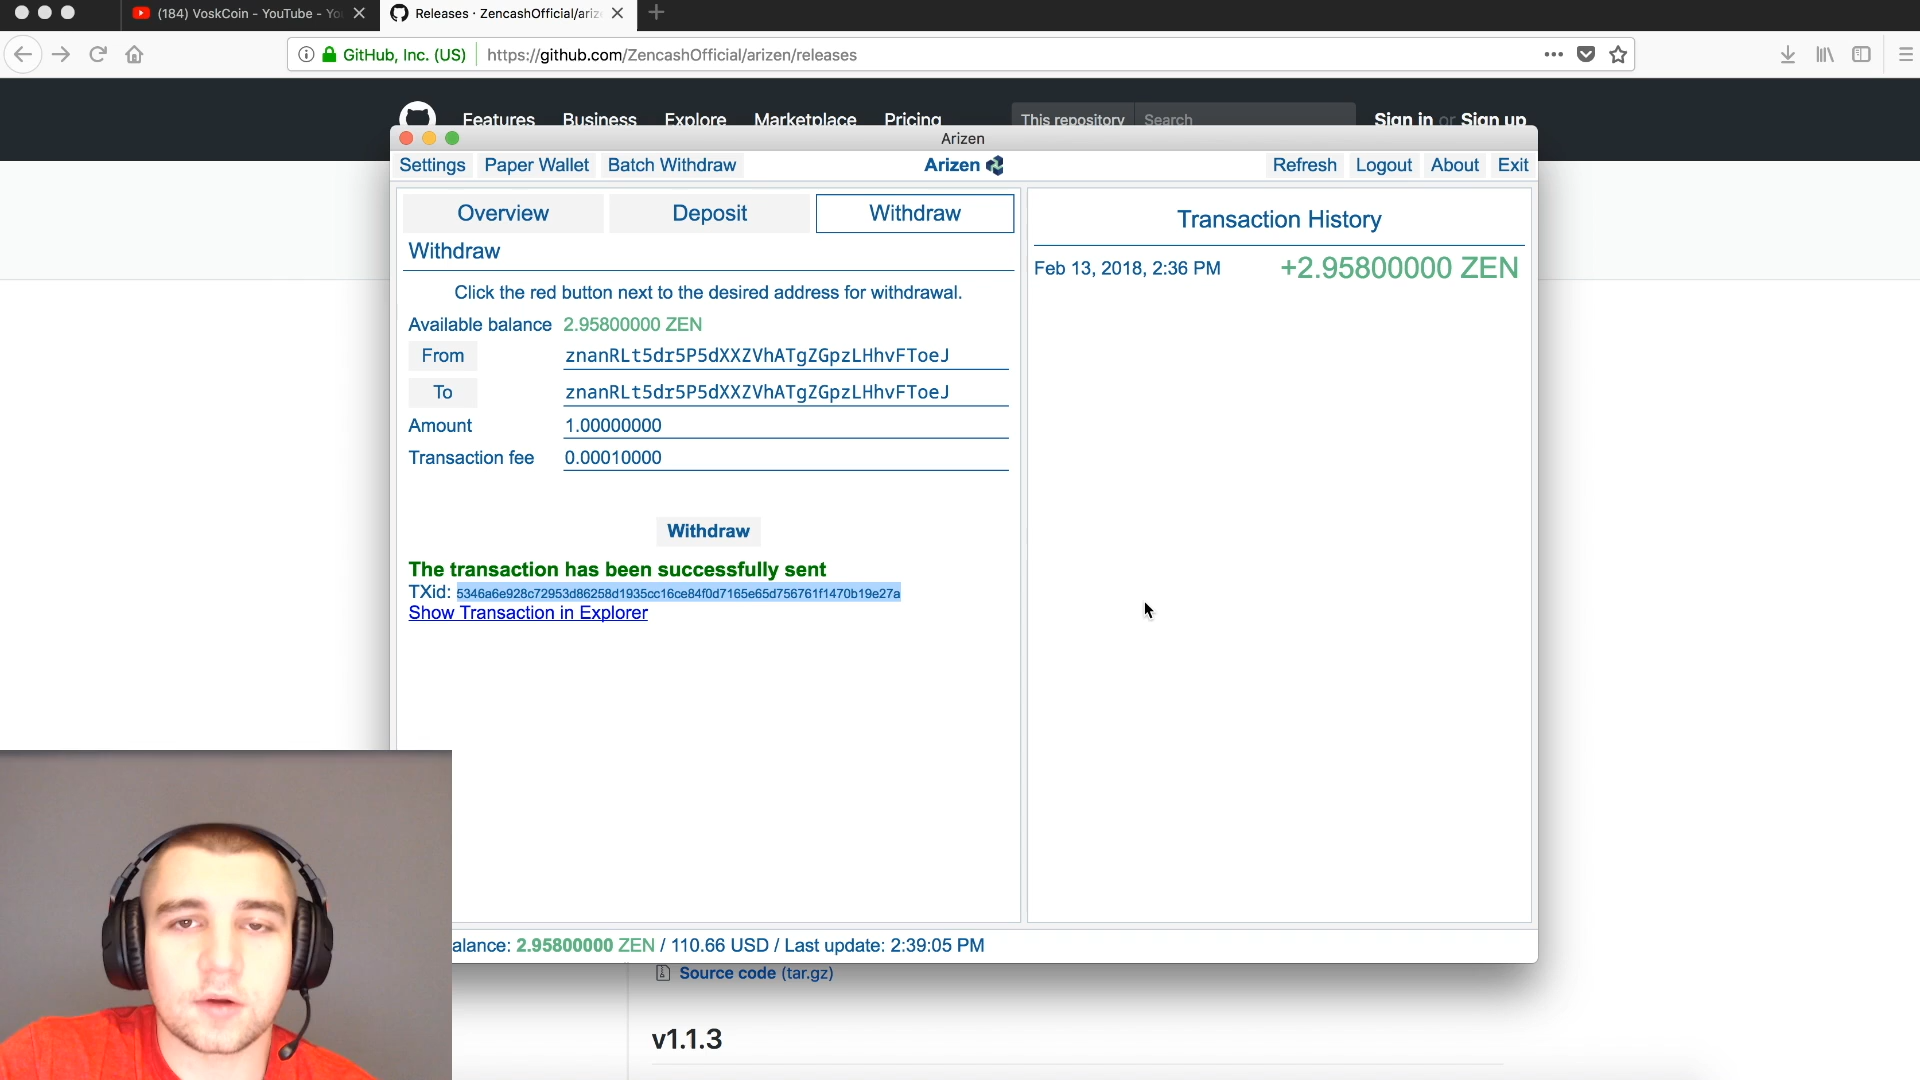 (184) VoskCoin - YouTube - Yo
Releases · ZencashOfficial/ariz
GitHub, Inc. (US)
https://github.com/ZencashOfficial/arizen/releases
Features Business Explore Marketplace Pricing
This repository Search
Sign in or Sign up
Arizen
Settings Paper Wallet Batch Withdraw
Arizen
Refresh Logout About Exit
Overview Deposit Withdraw
Withdraw
Click the red button next to the desired address for withdrawal.
Available balance 2.95800000 ZEN
From znanRLt5dr5P5dXXZVhATgZGpzLHhvFToeJ
To znanRLt5dr5P5dXXZVhATgZGpzLHhvFToeJ
Amount 1.00000000
Transaction fee 0.00010000
Withdraw
The transaction has been successfully sent
TXid: 5346a6e928c72953d86258d1935cc16ce84f0d7165e65d756761f1470b19e27a
Show Transaction in Explorer
Transaction History
Feb 13, 2018, 2:36 PM +2.95800000 ZEN
alance: 2.95800000 ZEN / 110.66 USD / Last update: 2:39:05 PM
Source code (tar.gz)
v1.1.3